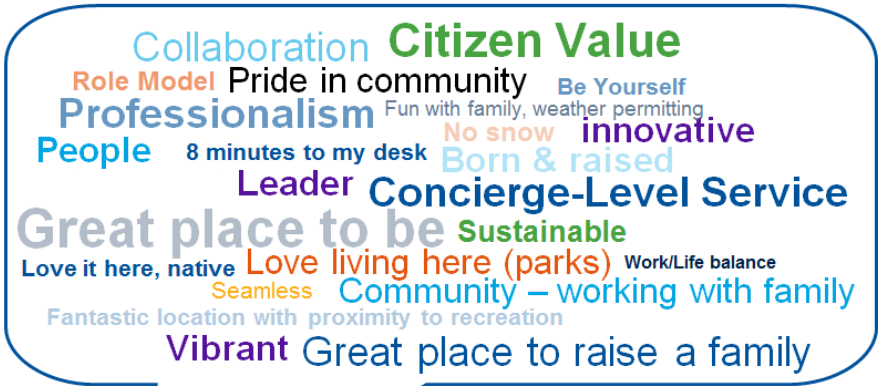 Collaboration Citizen Value
Role Model Pride in community Be Yourself
Professionalism Fun with family, weather permitting
No snow innovative
People 8 minutes to my desk Born & raised
Leader Concierge-Level Service
Great place to be Sustainable
Love it here, native Love living here (parks) Work/Life balance
Seamless Community – working with family
Fantastic location with proximity to recreation
Vibrant Great place to raise a family